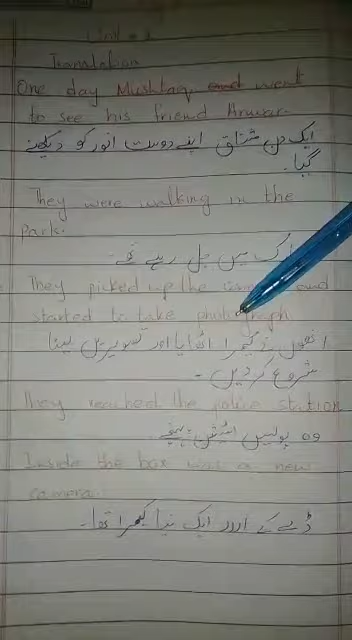 Unit - 1
Translation
One day Mushtaq went
to see his friend Anwar.
ایک دن مشتاق اپنے دوست انور کو دیکھنے
گیا۔
They were walking in the
park.
پارک میں چل رہے تھے۔
They picked up the and
started to take photograph
انھوں نے کیمرا اٹھایا اور تصویریں لینا
شروع کر دیں۔
They reached the police station
وہ پولیس اسٹیشن پہنچے۔
Inside the box was a new
camera.
ڈبے کے اندر ایک نیا کیمرا تھا۔